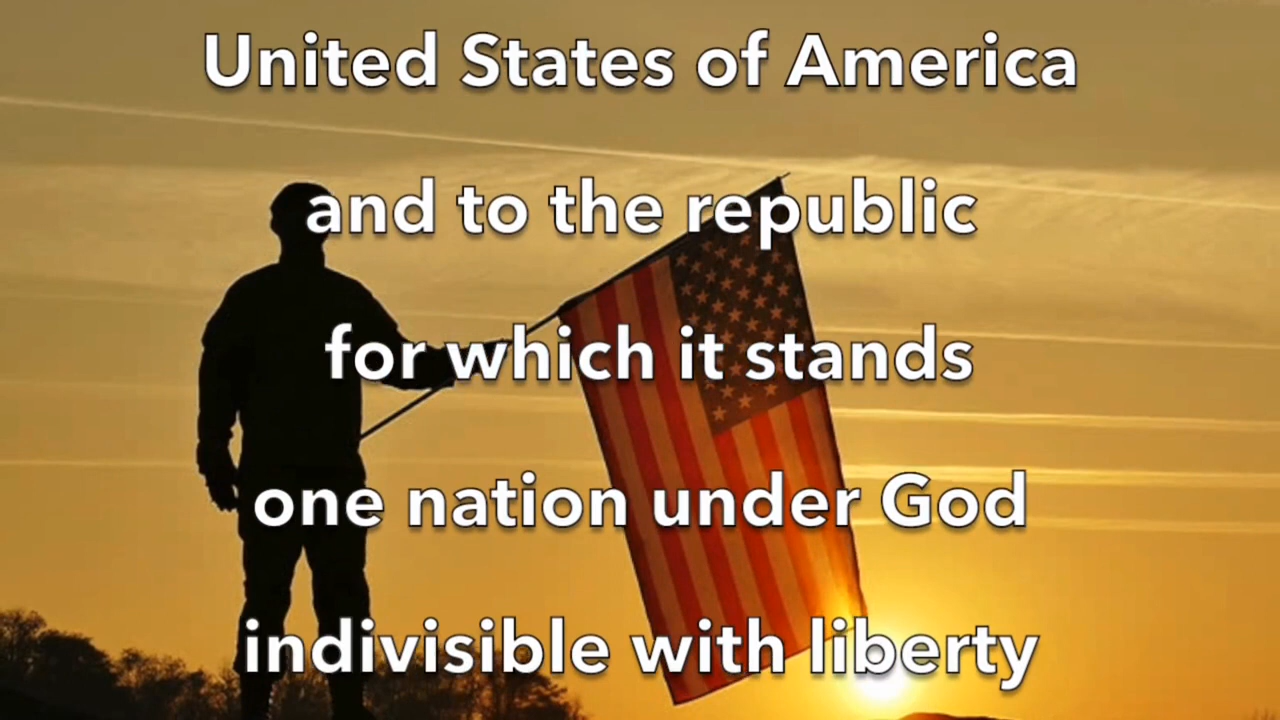 United States of America
and to the republic
for which it stands
one nation under God
indivisible with liberty